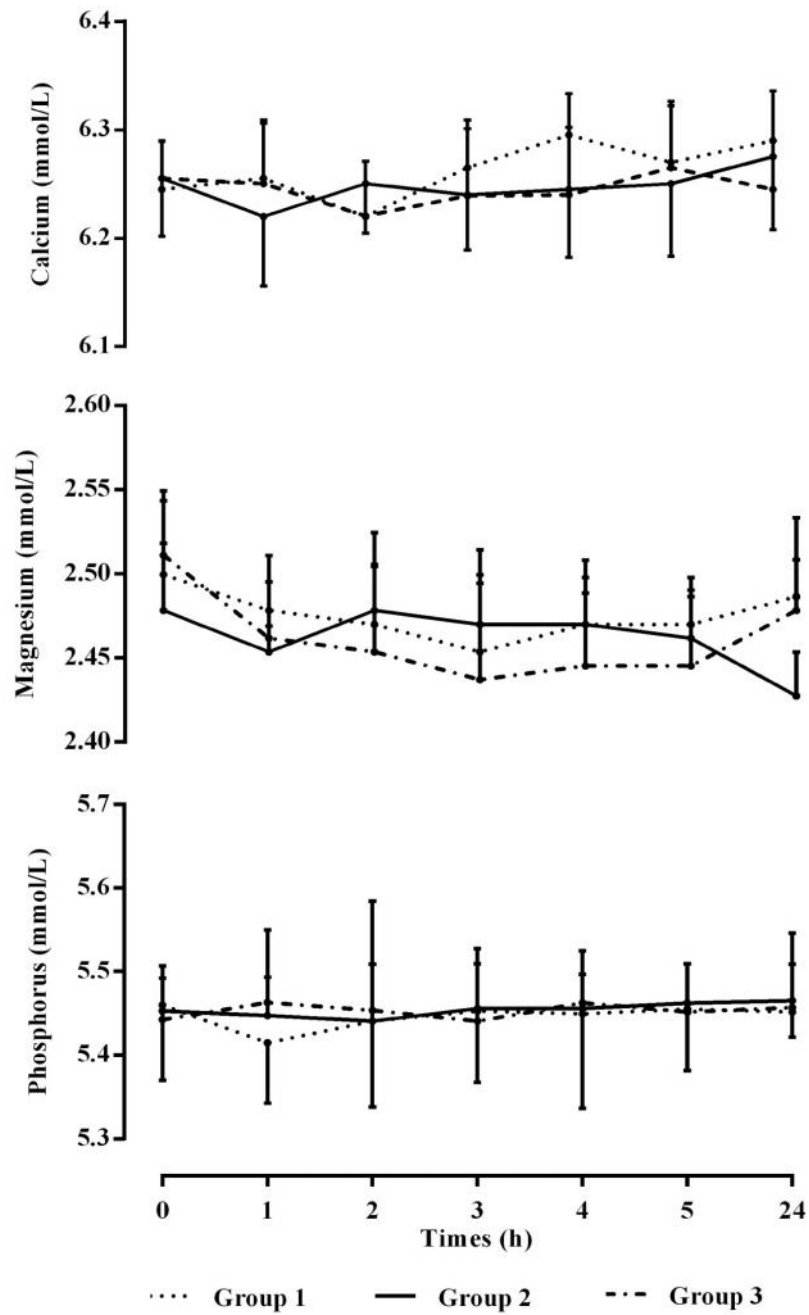 Calcium (mmol/L)
6.4
6.3
6.2
6.1
Magnesium (mmol/L)
2.60
2.55
2.50
2.45
2.40
Phosphorus (mmol/L)
5.7
5.6
5.5
5.4
5.3
0 1 2 3 4 5 24
Times (h)
Group 1 Group 2 Group 3